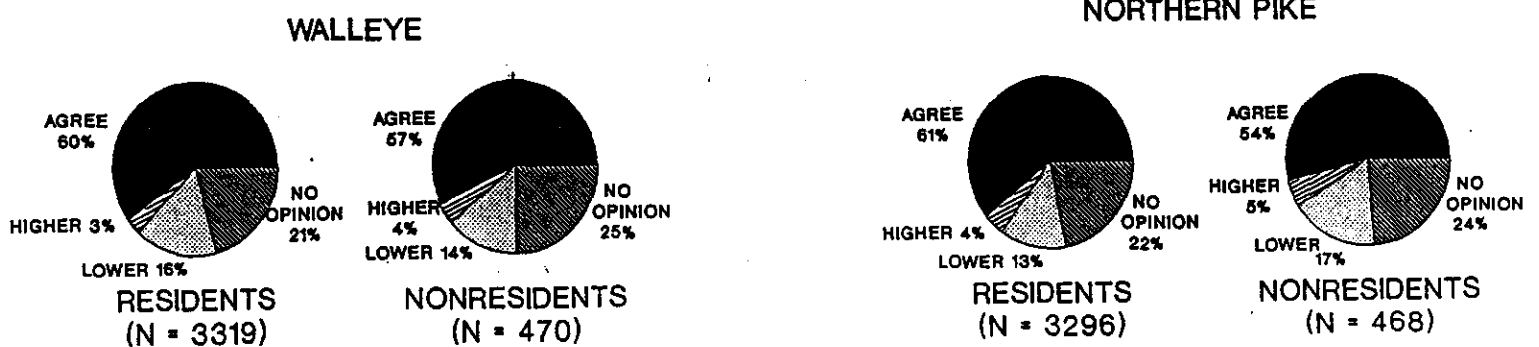 WALLEYE
AGREE
60%
HIGHER 3%
LOWER 16%
NO
OPINION
21%
RESIDENTS
(N = 3319)
AGREE
57%
HIGHER
4%
LOWER 14%
NO
OPINION
25%
NONRESIDENTS
(N = 470)
NORTHERN PIKE
AGREE
61%
HIGHER 4%
LOWER 13%
NO
OPINION
22%
RESIDENTS
(N = 3296)
AGREE
54%
HIGHER
5%
LOWER
17%
NO
OPINION
24%
NONRESIDENTS
(N = 468)